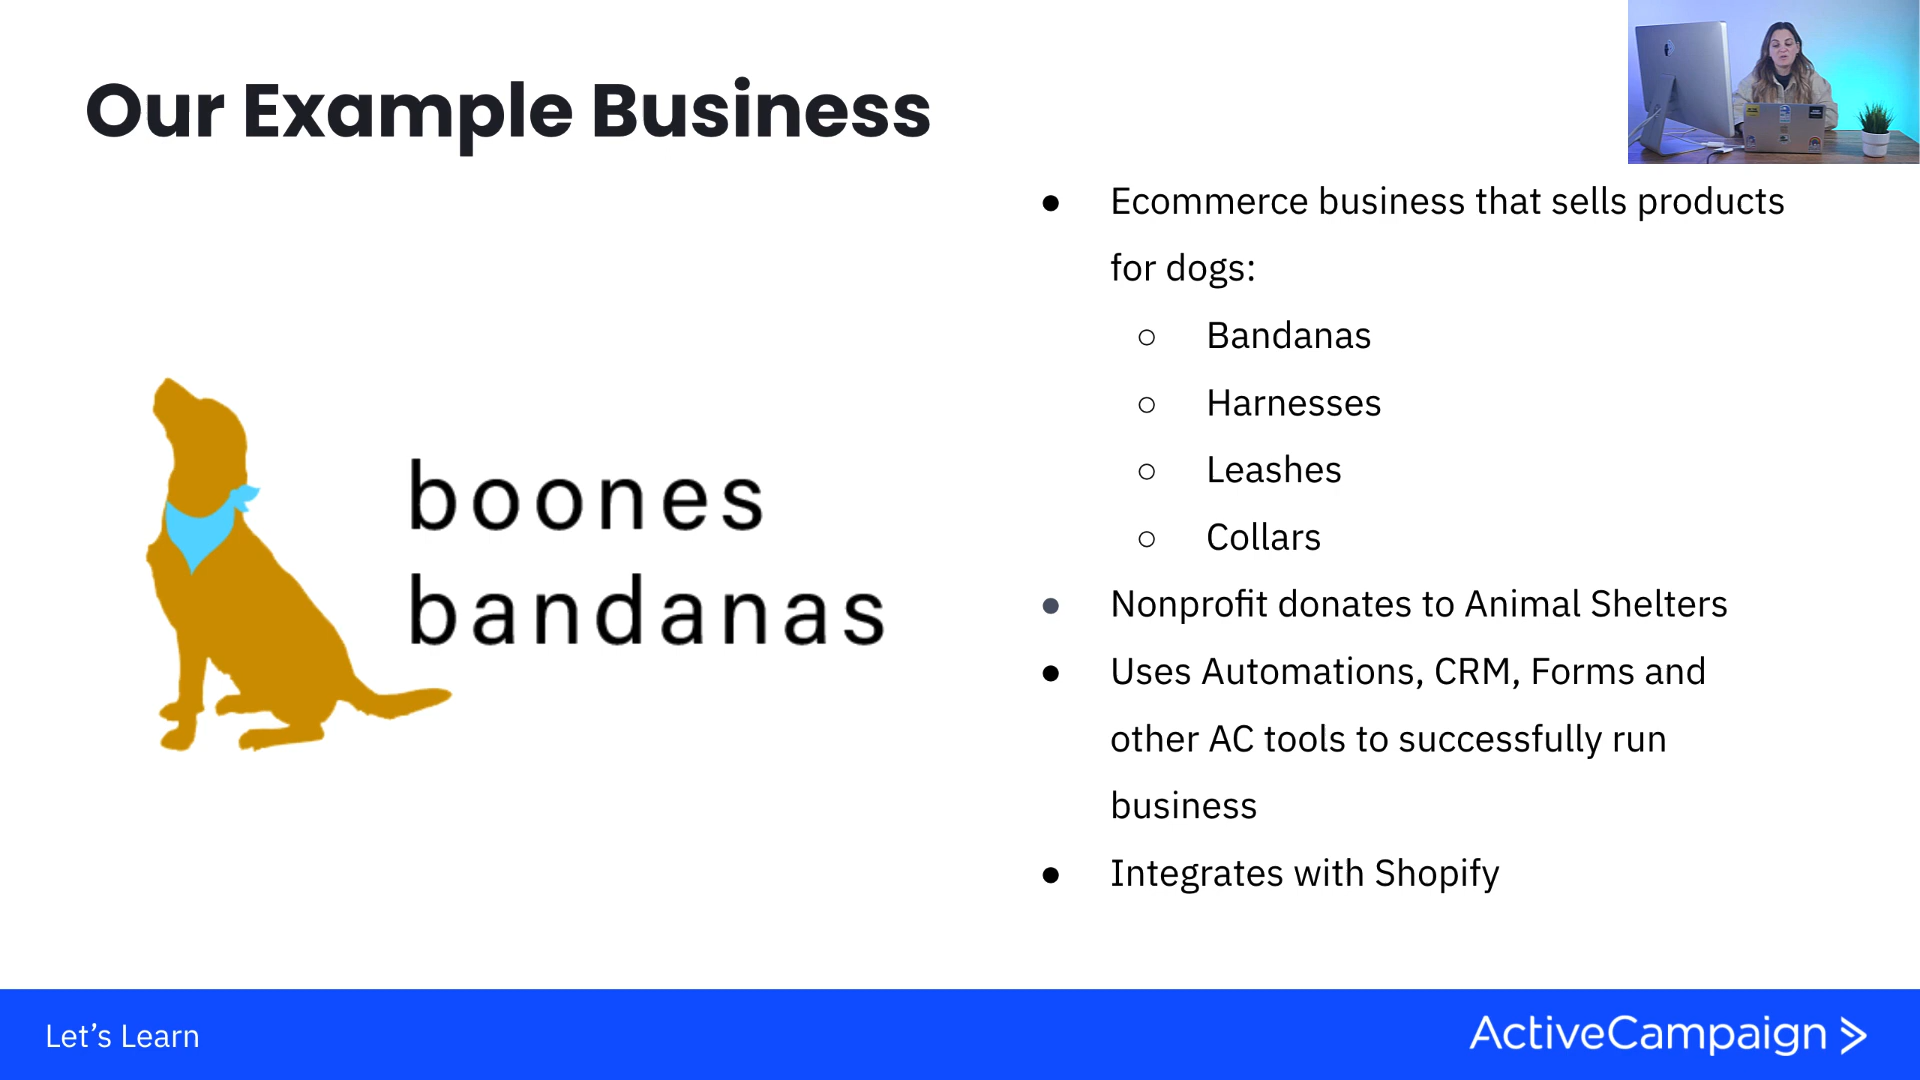 Our Example Business
● Ecommerce business that sells products
for dogs:
○ Bandanas
○ Harnesses
○ Leashes
○ Collars
● Nonprofit donates to Animal Shelters
● Uses Automations, CRM, Forms and
other AC tools to successfully run
business
● Integrates with Shopify
boones
bandanas
Let’s Learn
ActiveCampaign